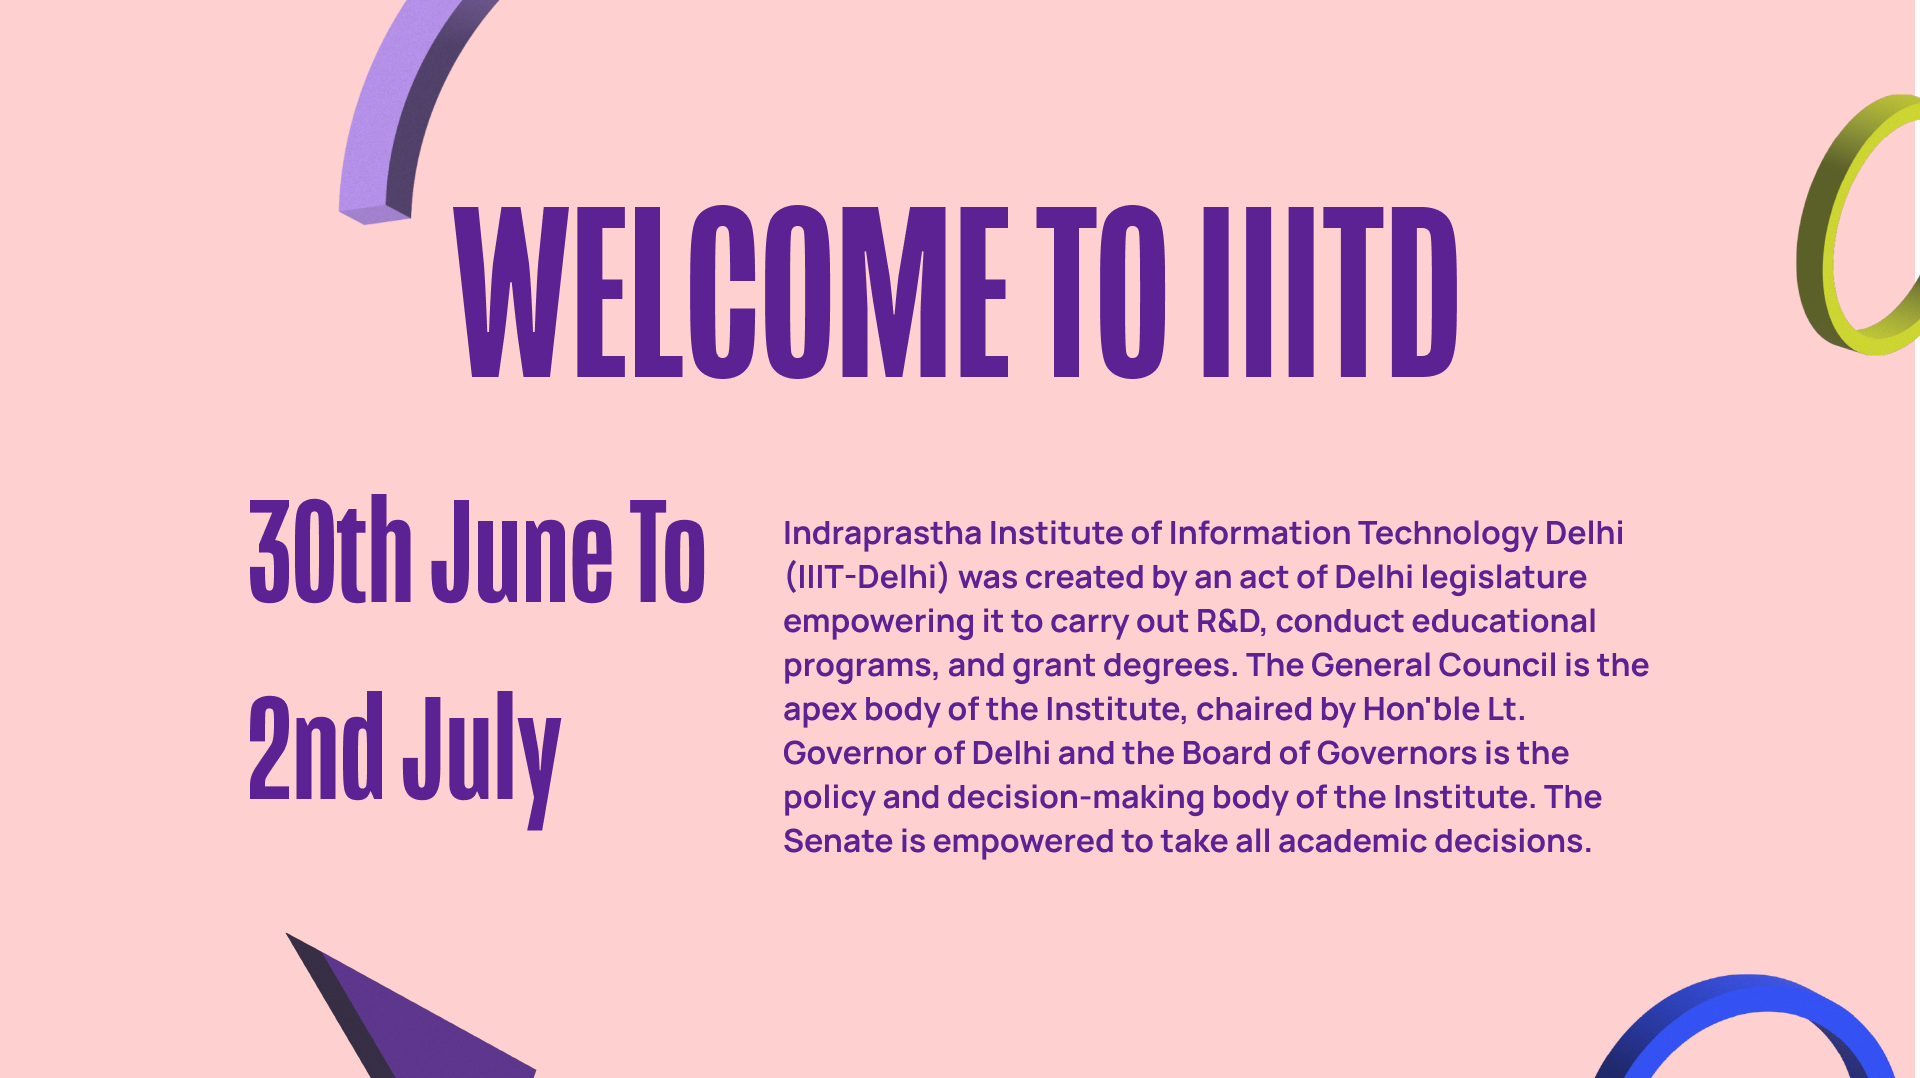 WELCOME TO IIITD
30th June To
2nd July
Indraprastha Institute of Information Technology Delhi
(IIIT-Delhi) was created by an act of Delhi legislature
empowering it to carry out R&D, conduct educational
programs, and grant degrees. The General Council is the
apex body of the Institute, chaired by Hon'ble Lt.
Governor of Delhi and the Board of Governors is the
policy and decision-making body of the Institute. The
Senate is empowered to take all academic decisions.